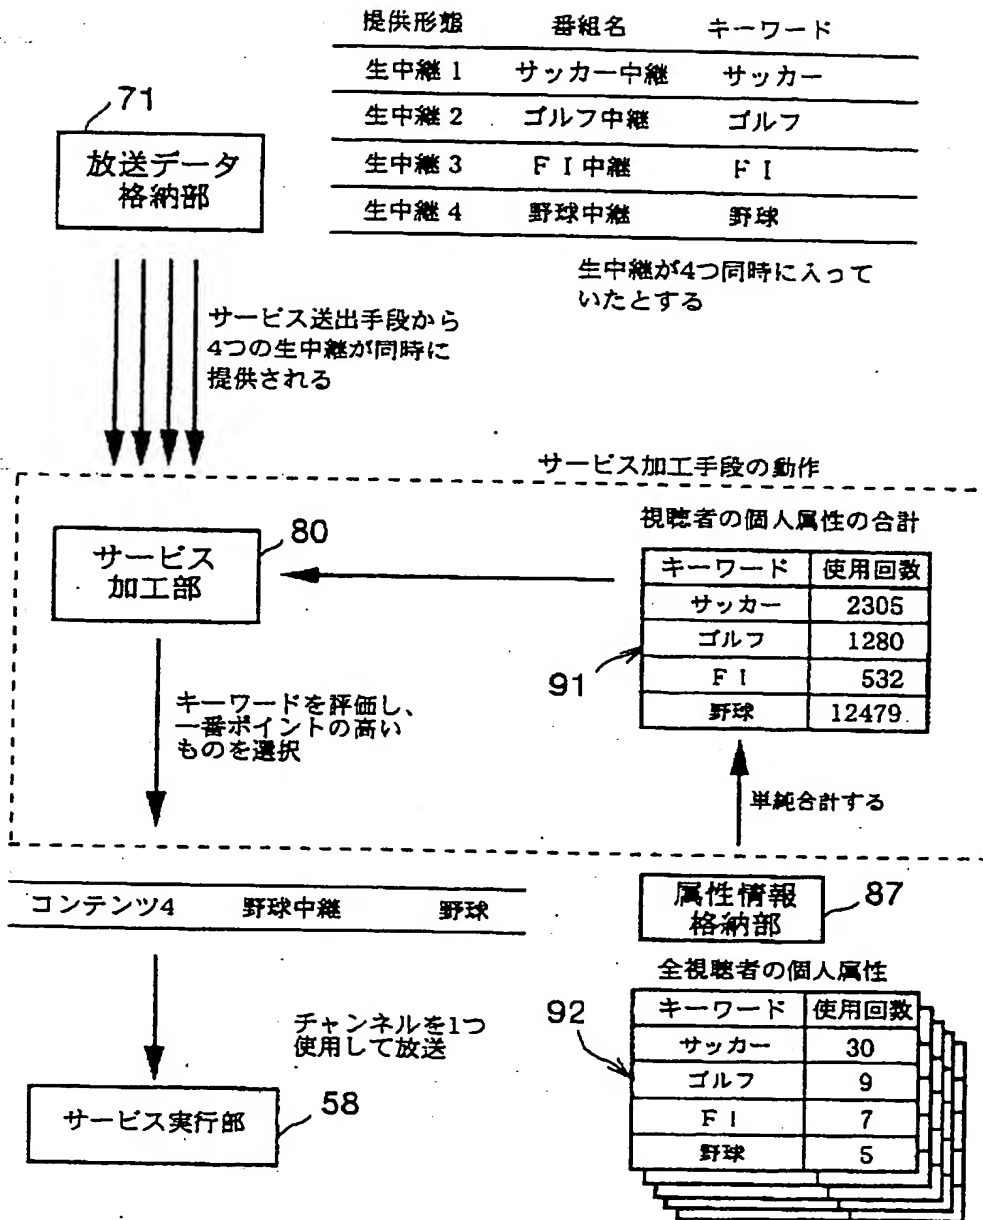 提供形態 番組名 キーワード
生中継1 サッカー中継 サッカー
生中継2 ゴルフ中継 ゴルフ
生中継3 FI中継 FI
生中継4 野球中継 野球
生中継が4つ同時に入って
いたとする
71
放送データ
格納部
サービス送出手段から
4つの生中継が同時に
提供される
サービス加工手段の動作
80
サービス
加工部
視聴者の個人属性の合計
キーワード 使用回数
サッカー 2305
ゴルフ 1280
FI 532
野球 12479
91
キーワードを評価し、
一番ポイントの高い
ものを選択
単純合計する
コンテンツ4 野球中継 野球
属性情報
格納部
87
全視聴者の個人属性
キーワード 使用回数
サッカー 30
ゴルフ 9
FI 7
野球 5
92
チャンネルを1つ
使用して放送
サービス実行部
58